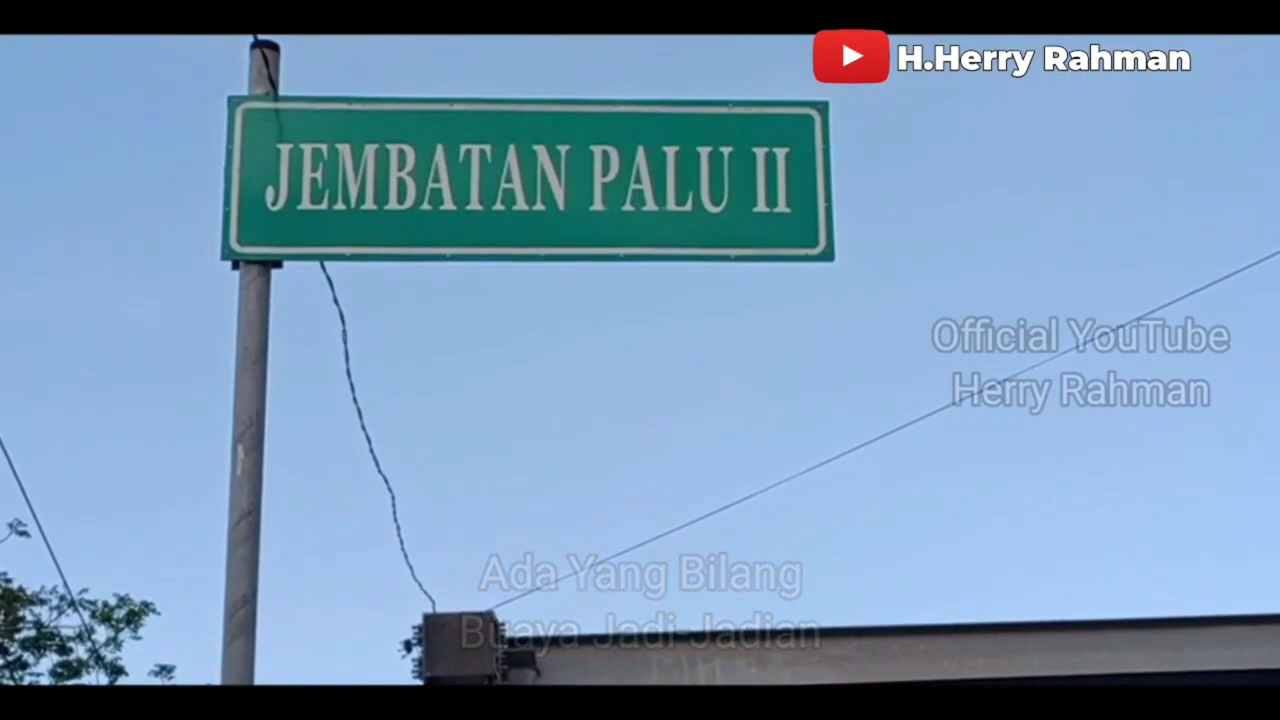 H.Herry Rahman
JEMBATAN PALU II
Official YouTube
Herry Rahman
Ada Yang Bilang
Buaya Jadi Jadian